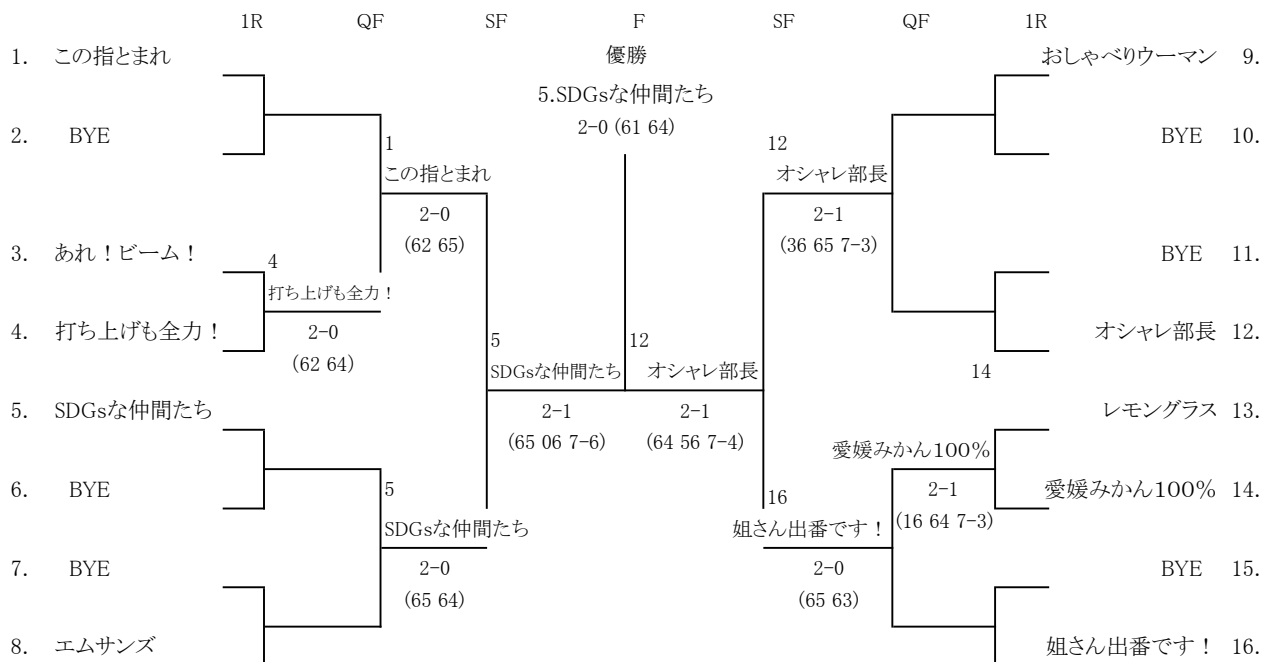 1R QF SF F SF QF 1R
1. この指とまれ 優勝 おしゃべりウーマン 9.
5.SDGsな仲間たち
2-0 (61 64)
2. BYE 1 12 BYE 10.
この指とまれ オシャレ部長
2-0 2-1
(62 65) (36 65 7-3)
3. あれ！ビーム！ 4 BYE 11.
打ち上げも全力！
4. 打ち上げも全力！ 2-0 5 12 オシャレ部長 12.
(62 64) SDGsな仲間たち オシャレ部長 14
5. SDGsな仲間たち 2-1 2-1 レモングラス 13.
(65 06 7-6) (64 56 7-4) 愛媛みかん100%
6. BYE 5 16 2-1 愛媛みかん100% 14.
SDGsな仲間たち 姐さん出番です！ (16 64 7-3)
7. BYE 2-0 2-0 BYE 15.
(65 64) (65 63)
8. エムサンズ 姐さん出番です！ 16.